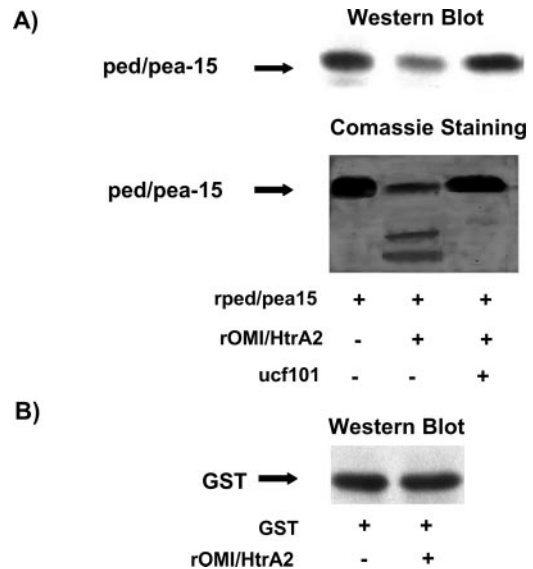 A)
Western Blot
ped/pea-15
Comassie Staining
ped/pea-15
rped/pea15 + + +
rOMI/HtrA2 - + +
ucf101 - - +
B)
Western Blot
GST
GST + +
rOMI/HtrA2 - +